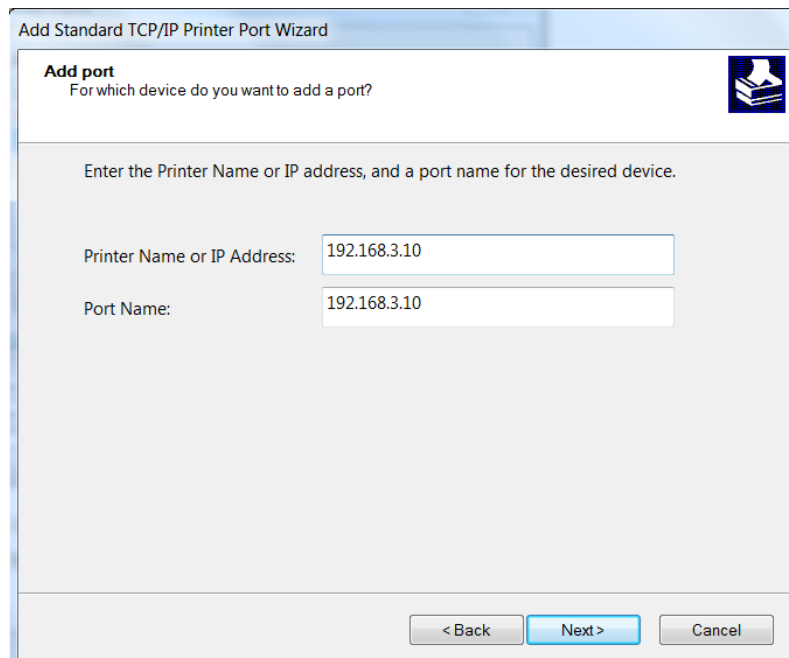 Add Standard TCP/IP Printer Port Wizard
Add port
For which device do you want to add a port?
Enter the Printer Name or IP address, and a port name for the desired device.
Printer Name or IP Address: 192.168.3.10
Port Name: 192.168.3.10
< Back Next > Cancel